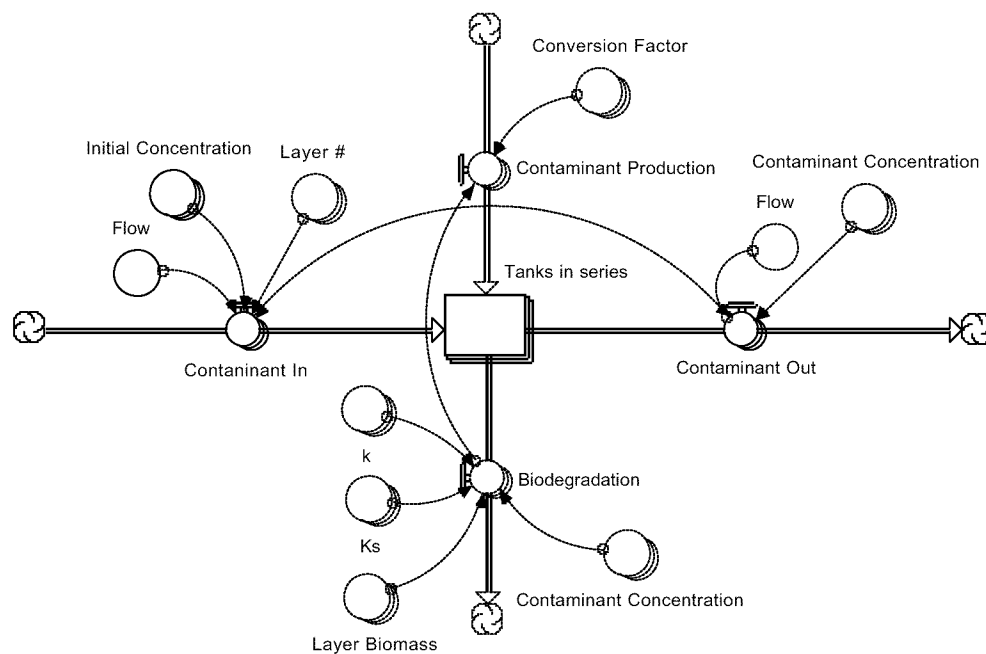 Conversion Factor
Initial Concentration
Layer #
Contaminant Production
Contaminant Concentration
Flow
Flow
Tanks in series
Contaninant In
Contaminant Out
k
Biodegradation
Ks
Contaminant Concentration
Layer Biomass